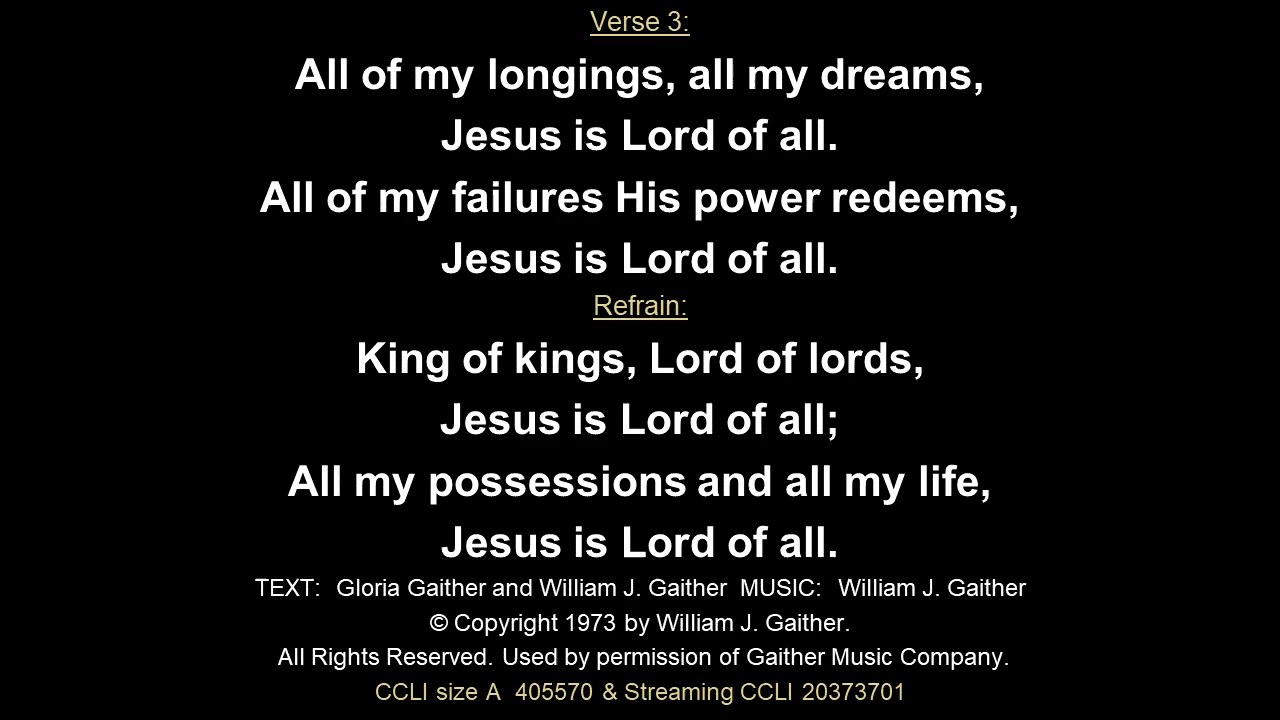 Verse 3:
All of my longings, all my dreams,
Jesus is Lord of all.
All of my failures His power redeems,
Jesus is Lord of all.
Refrain:
King of kings, Lord of lords,
Jesus is Lord of all;
All my possessions and all my life,
Jesus is Lord of all.
TEXT: Gloria Gaither and William J. Gaither MUSIC: William J. Gaither
© Copyright 1973 by William J. Gaither.
All Rights Reserved. Used by permission of Gaither Music Company.
CCLI size A 405570 & Streaming CCLI 20373701